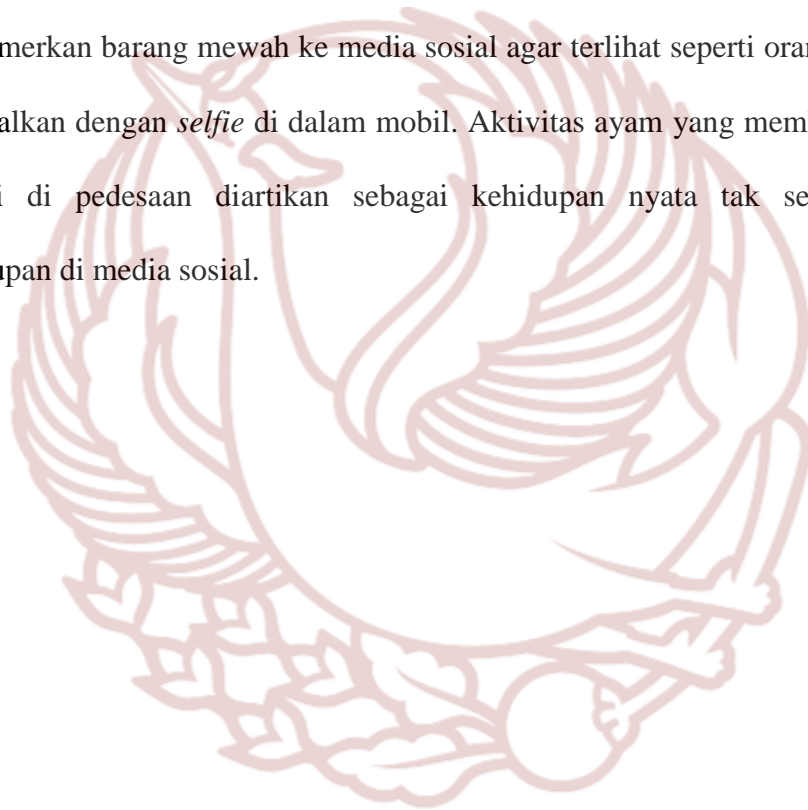 merkan barang mewah ke media sosial agar terlihat seperti oran
alkan dengan selfie di dalam mobil. Aktivitas ayam yang mem
i di pedesaan diartikan sebagai kehidupan nyata tak se
upan di media sosial.